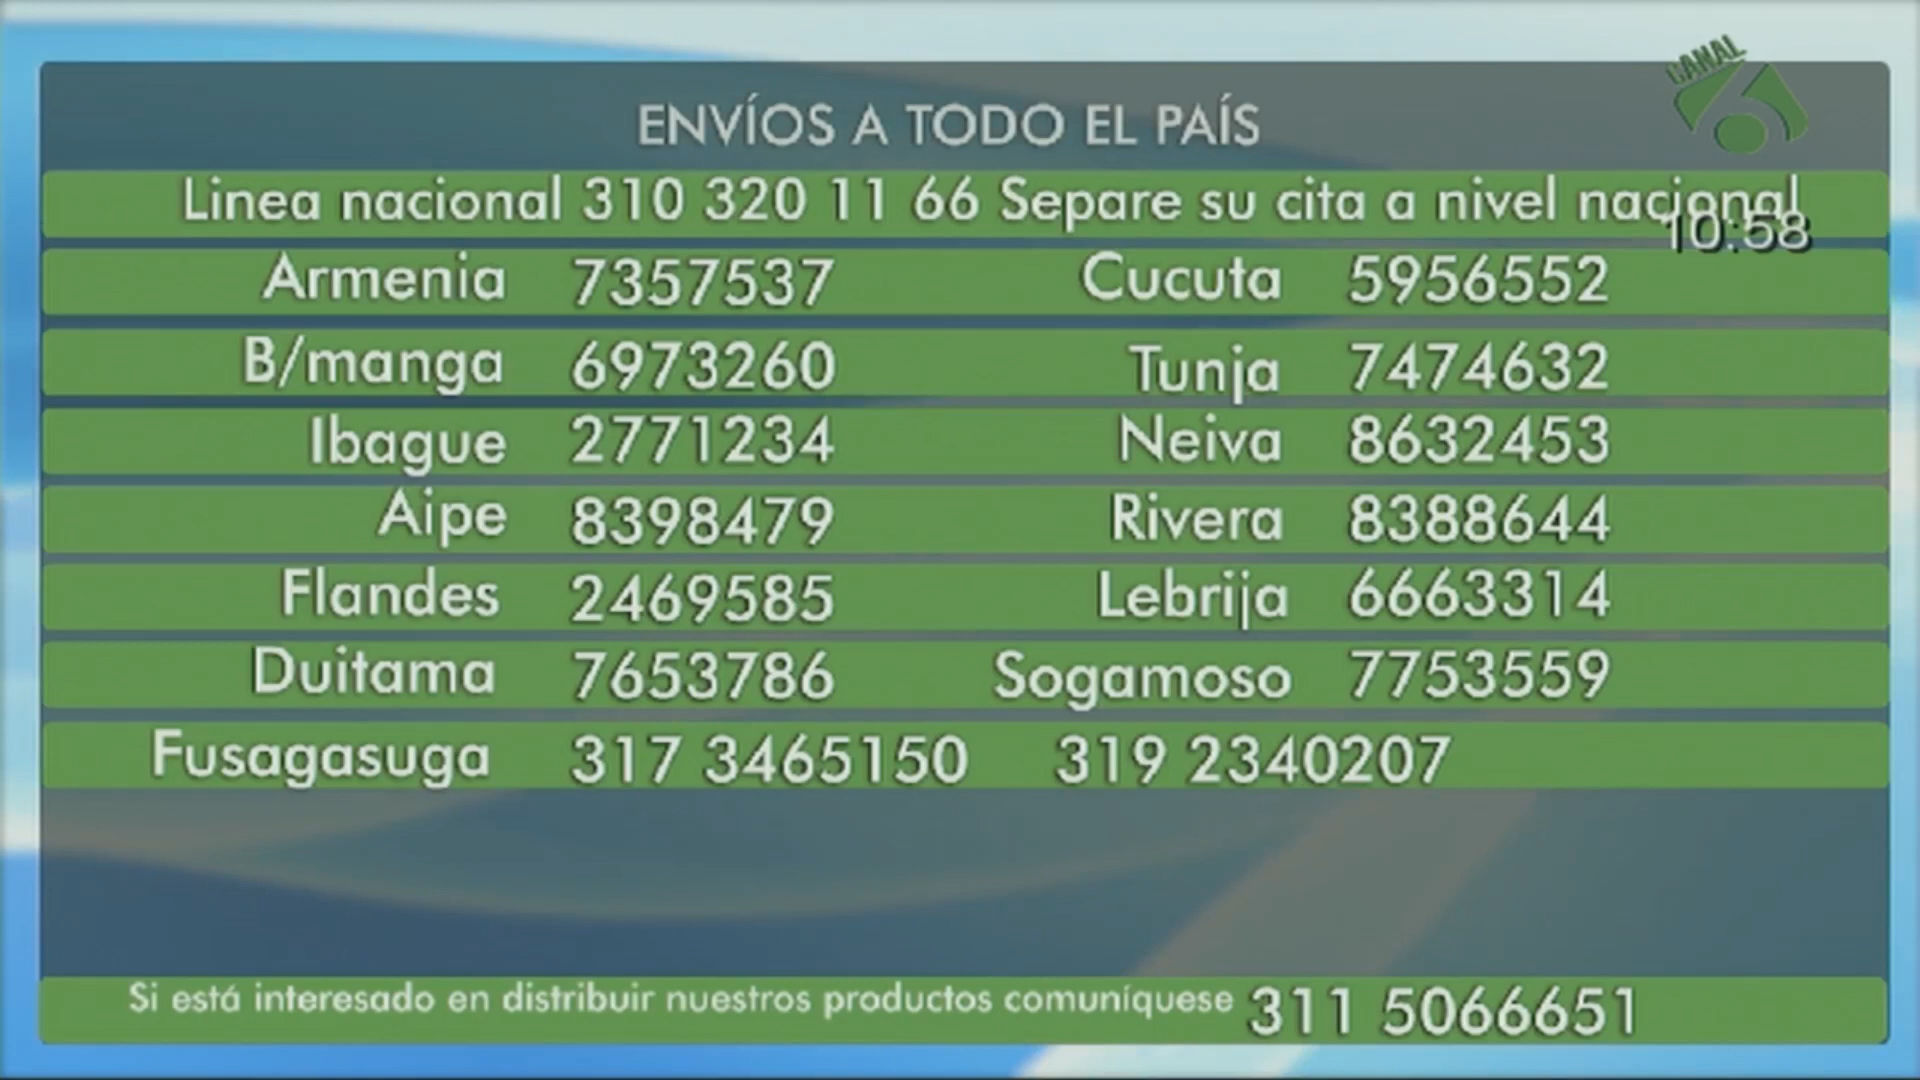 CANAL 6
ENVÍOS A TODO EL PAÍS
Linea nacional 310 320 11 66 Separe su cita a nivel nacional
10:58
Armenia 7357537 Cucuta 5956552
B/manga 6973260 Tunja 7474632
Ibague 2771234 Neiva 8632453
Aipe 8398479 Rivera 8388644
Flandes 2469585 Lebrija 6663314
Duitama 7653786 Sogamoso 7753559
Fusagasuga 317 3465150 319 2340207
Si está interesado en distribuir nuestros productos comuníquese 311 5066651